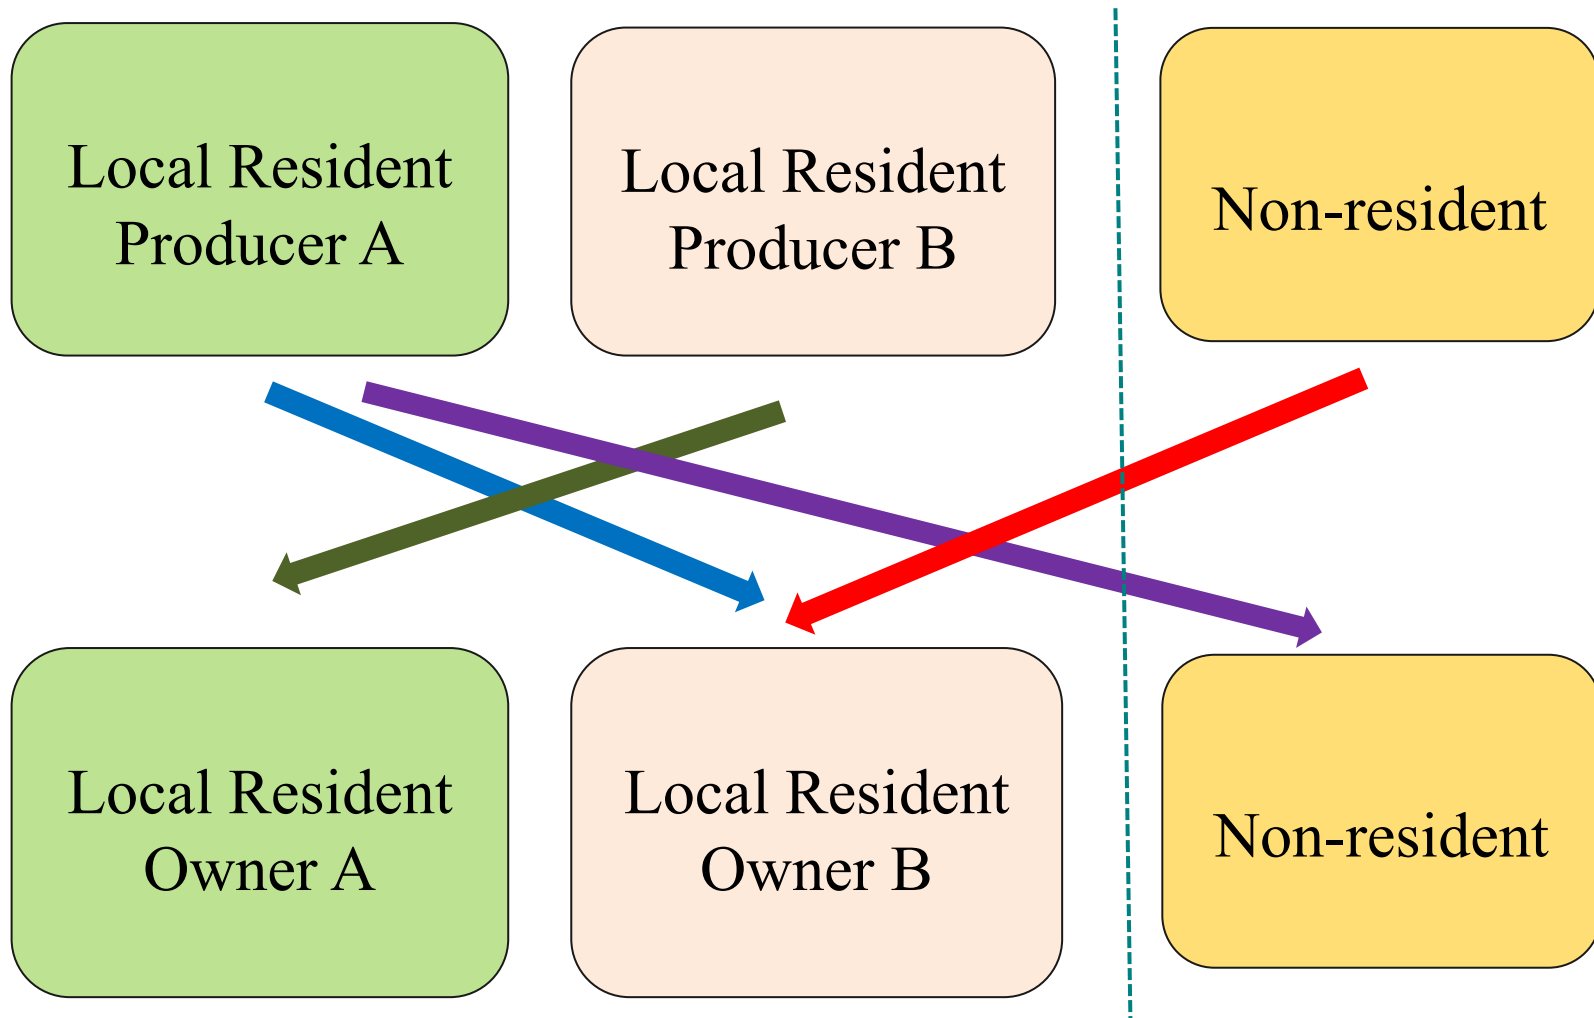 Local Resident
Producer A
Local Resident
Producer B
Non-resident
Local Resident
Owner A
Local Resident
Owner B
Non-resident